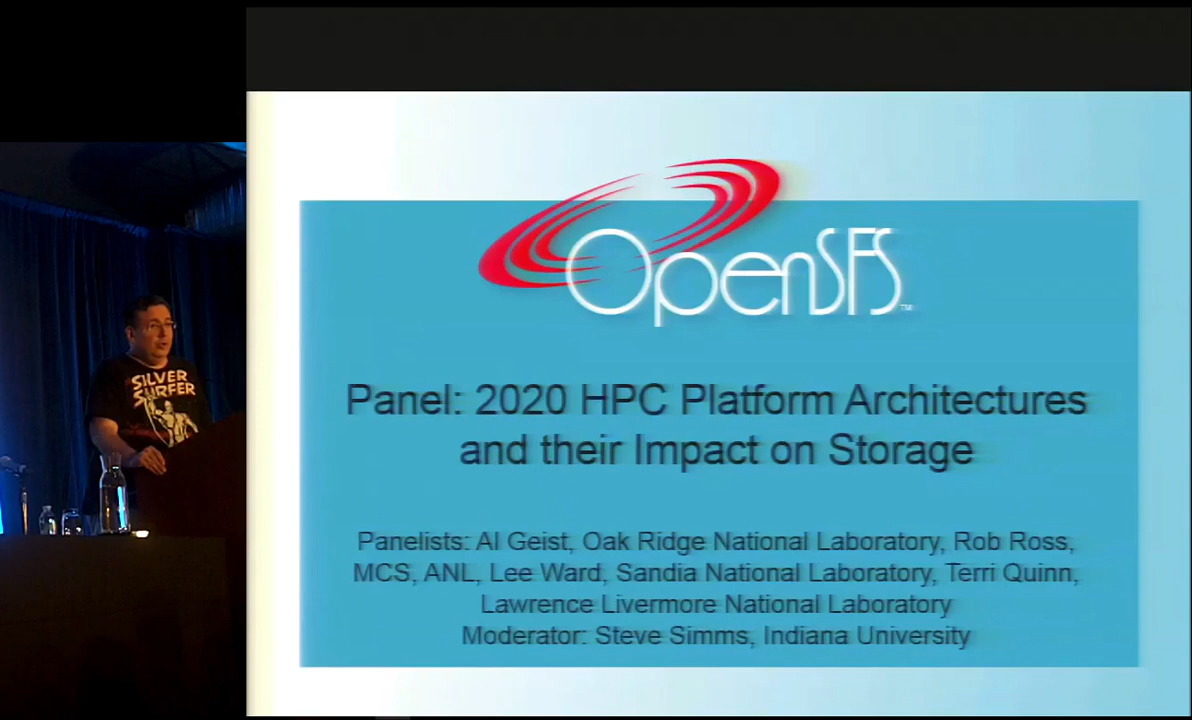 OpenSFS™
Panel: 2020 HPC Platform Architectures
and their Impact on Storage
Panelists: Al Geist, Oak Ridge National Laboratory, Rob Ross,
MCS, ANL, Lee Ward, Sandia National Laboratory, Terri Quinn,
Lawrence Livermore National Laboratory
Moderator: Steve Simms, Indiana University
SILVER
SURFER